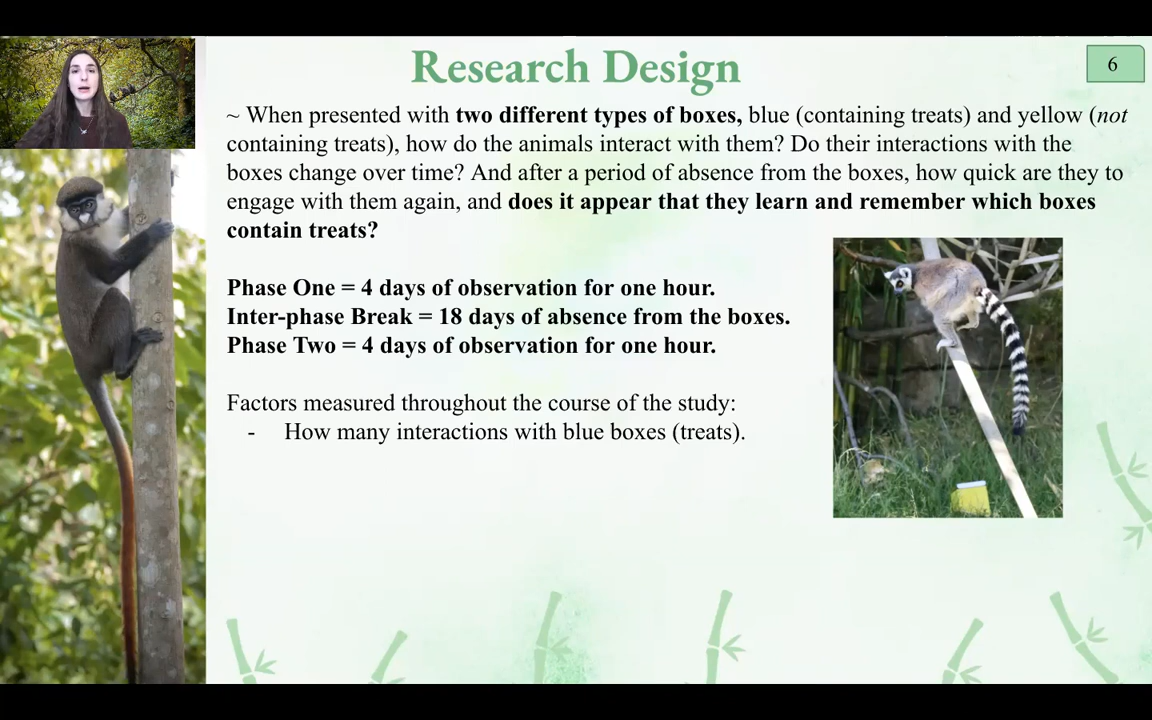 Research Design
6
~ When presented with two different types of boxes, blue (containing treats) and yellow (not
containing treats), how do the animals interact with them? Do their interactions with the
boxes change over time? And after a period of absence from the boxes, how quick are they to
engage with them again, and does it appear that they learn and remember which boxes
contain treats?
Phase One = 4 days of observation for one hour.
Inter-phase Break = 18 days of absence from the boxes.
Phase Two = 4 days of observation for one hour.
Factors measured throughout the course of the study:
- How many interactions with blue boxes (treats).